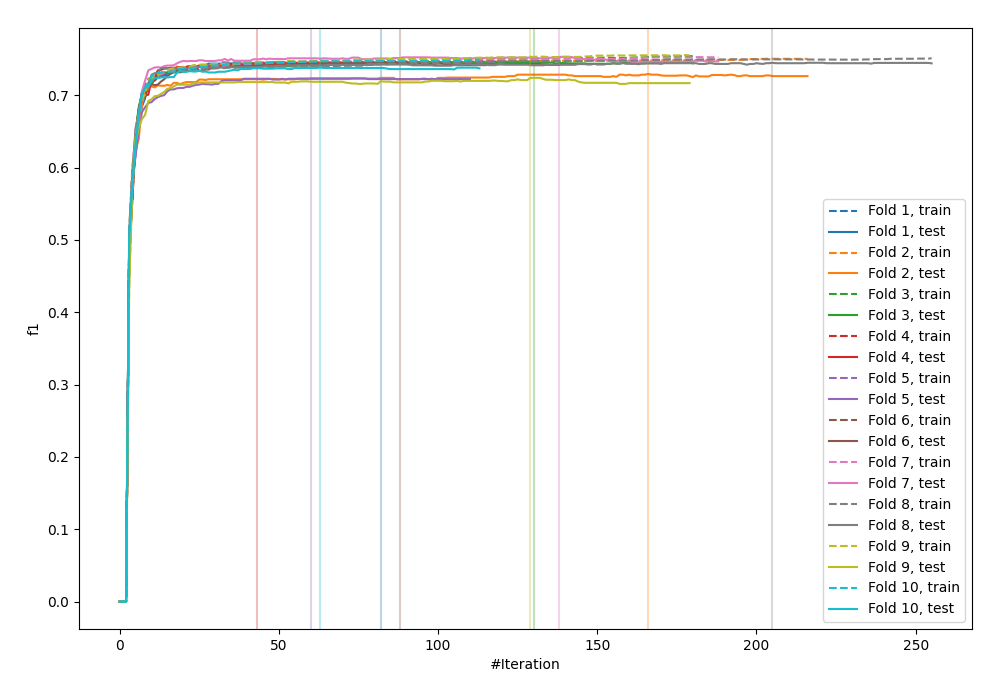 0.7
0.6
0.5
0.4
0.3
0.2
0.1
0.0
f1
0
50
100
150
200
250
#Iteration
Fold 1, train
Fold 1, test
Fold 2, train
Fold 2, test
Fold 3, train
Fold 3, test
Fold 4, train
Fold 4, test
Fold 5, train
Fold 5, test
Fold 6, train
Fold 6, test
Fold 7, train
Fold 7, test
Fold 8, train
Fold 8, test
Fold 9, train
Fold 9, test
Fold 10, train
Fold 10, test